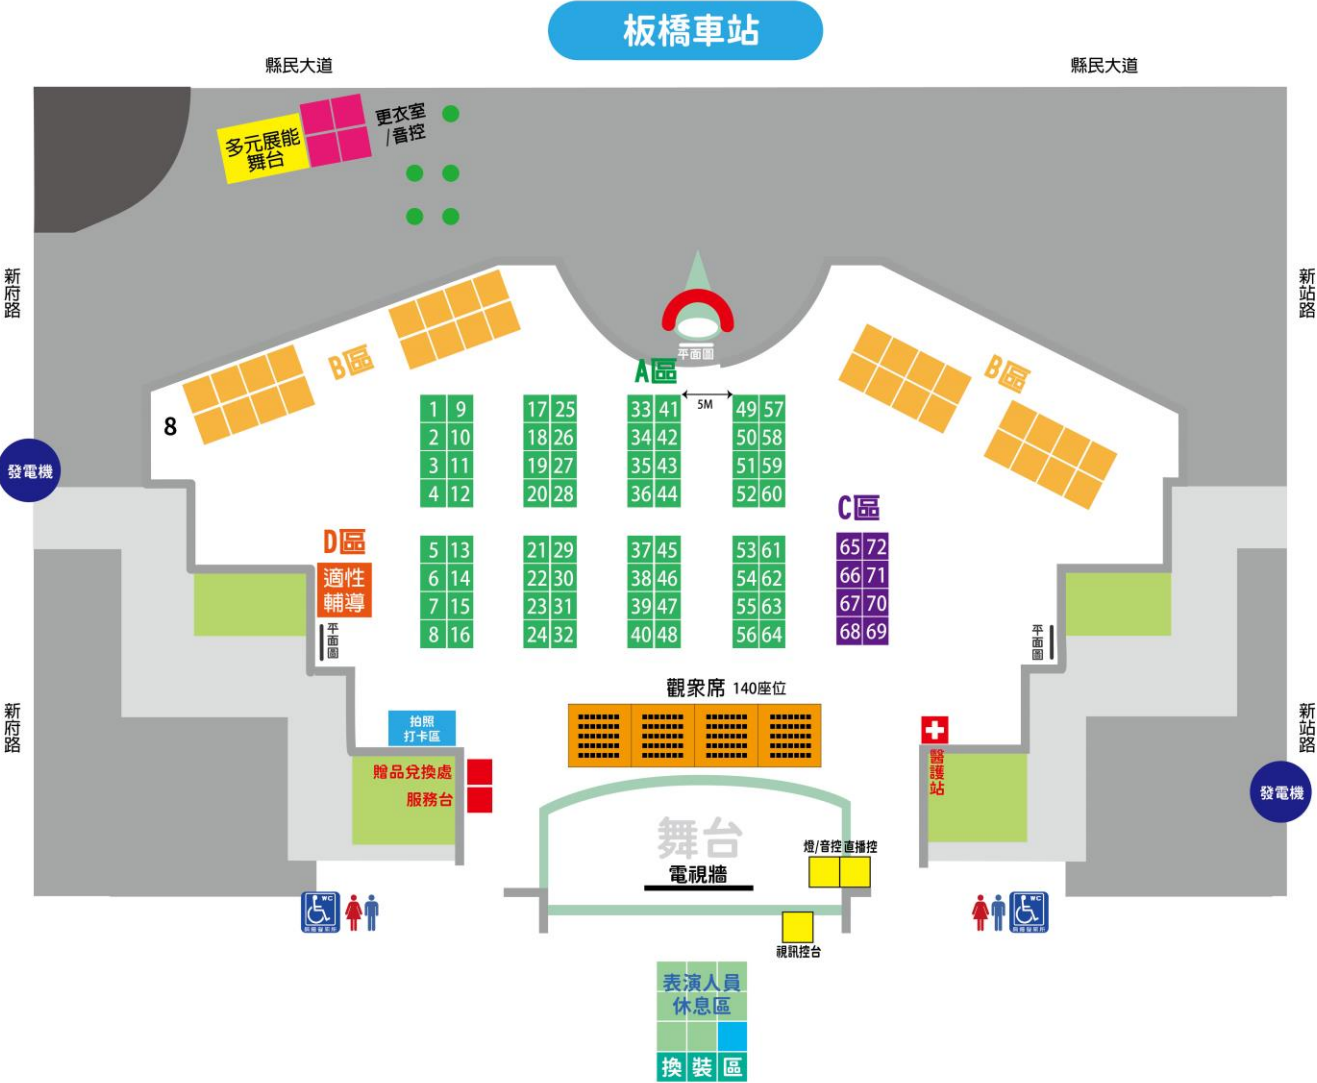 板橋車站
縣民大道
縣民大道
多元展能
舞台
更衣室
/音控
新府路
新站路
平面圖
B區
B區
A區
5M
8
發電機
1 9 17 25 33 41 49 57
2 10 18 26 34 42 50 58
3 11 19 27 35 43 51 59
4 12 20 28 36 44 52 60
C區
D區
適性
輔導
5 13 21 29 37 45 53 61 65 72
6 14 22 30 38 46 54 62 66 71
7 15 23 31 39 47 55 63 67 70
8 16 24 32 40 48 56 64 68 69
平面圖
平面圖
觀眾席 140座位
新府路
新站路
拍照
打卡區
贈品兌換處
服務台
醫護站
發電機
舞台
電視牆
燈/音控 直播控
WC
WC
視訊控台
表演人員
休息區
換裝區